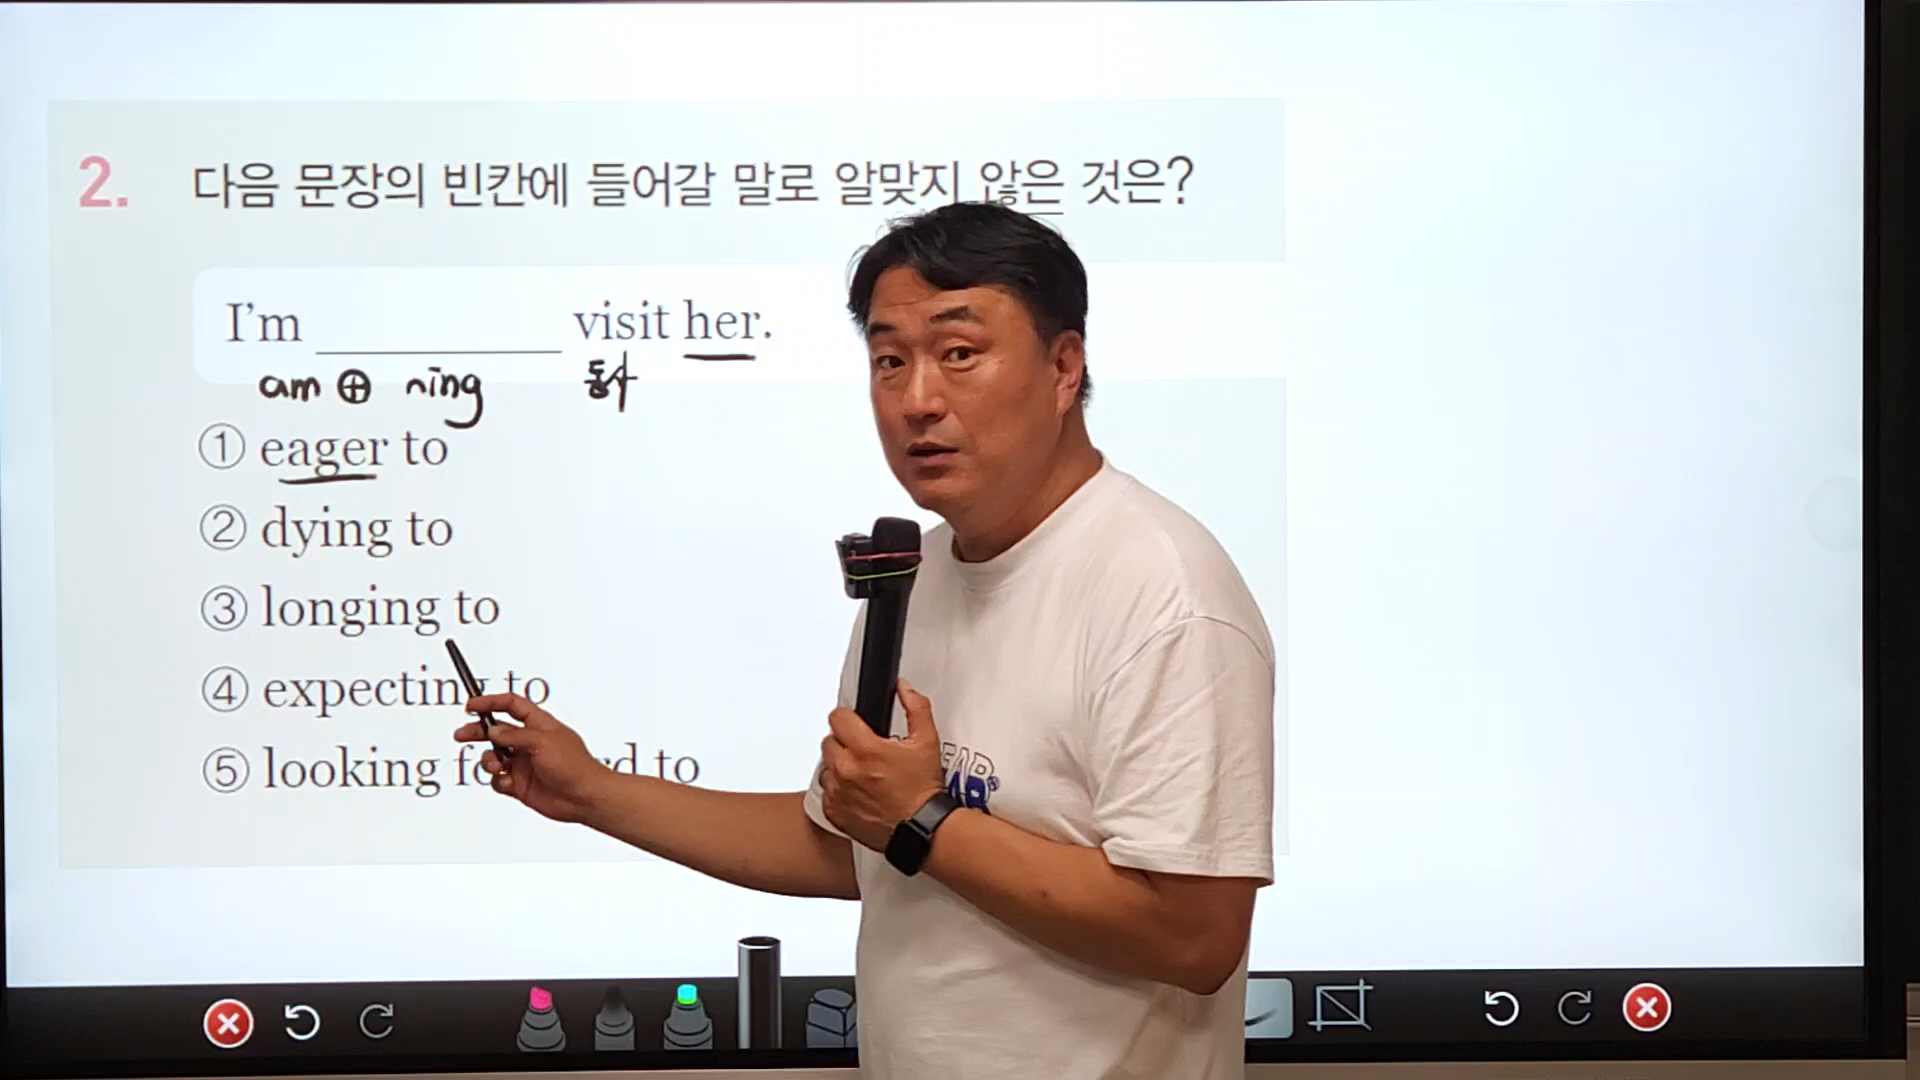 2. 다음 문장의 빈칸에 들어갈 말로 알맞지 않은 것은?
I'm ________ visit her.
am ⊕ ~ing 동사
① eager to
② dying to
③ longing to
④ expecting to
⑤ looking to